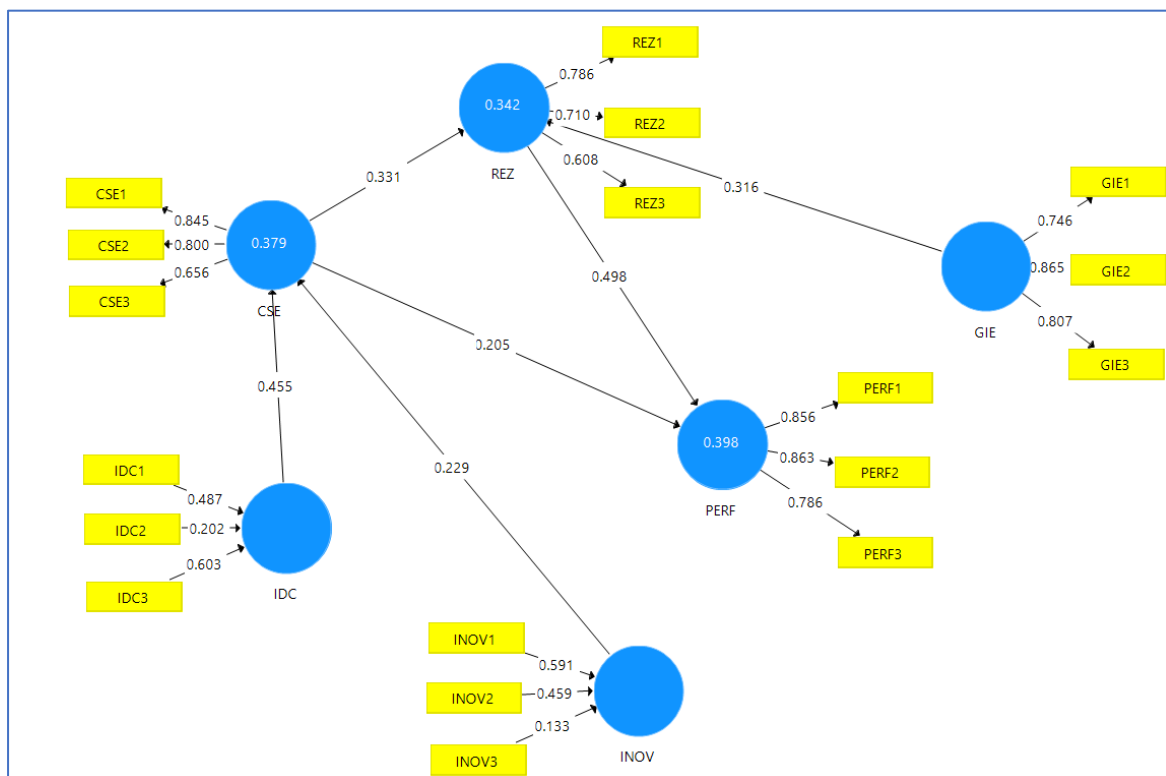 REZ1
0.786
0.342
0.710
REZ2
REZ
0.608
REZ3
0.331
0.316
CSE1
0.845
CSE2
0.800
0.379
0.656
CSE3
CSE
GIE1
0.746
0.865
GIE2
0.807
GIE
GIE3
0.498
0.205
0.455
0.229
PERF1
0.856
0.398
0.863
PERF2
PERF
0.786
PERF3
IDC1
0.487
IDC2
0.202
0.603
IDC3
IDC
INOV1
0.591
INOV2
0.459
0.133
INOV3
INOV